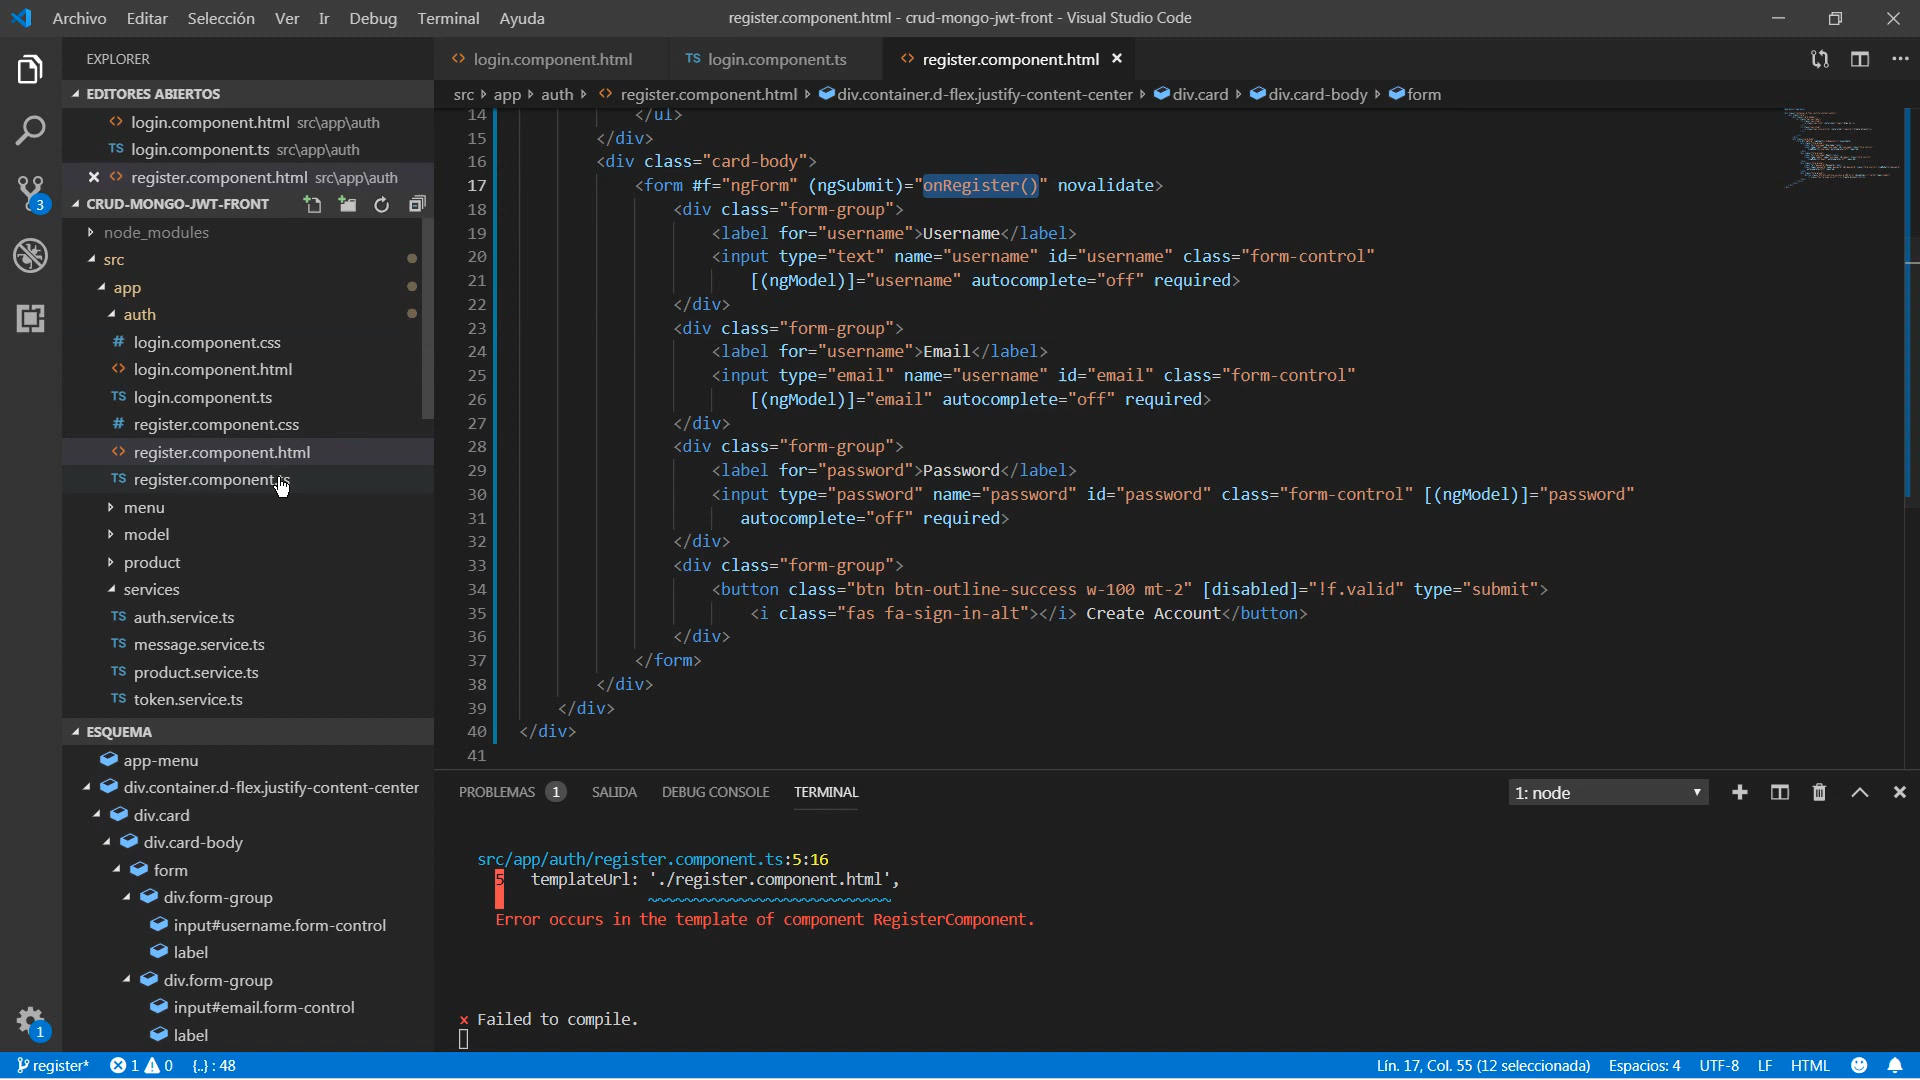 Archivo Editar Selección Ver Ir Debug Terminal Ayuda
register.component.html - crud-mongo-jwt-front - Visual Studio Code
EXPLORER
EDITORES ABIERTOS
login.component.html src\app\auth
login.component.ts src\app\auth
register.component.html src\app\auth
CRUD-MONGO-JWT-FRONT
node_modules
src
app
auth
login.component.css
login.component.html
login.component.ts
register.component.css
register.component.html
register.component.ts
menu
model
product
services
auth.service.ts
message.service.ts
product.service.ts
token.service.ts
ESQUEMA
app-menu
div.container.d-flex.justify-content-center
div.card
div.card-body
form
div.form-group
input#username.form-control
label
div.form-group
input#email.form-control
label
3
1
login.component.html
TS login.component.ts
register.component.html
src app auth register.component.html div.container.d-flex.justify-content-center div.card div.card-body form
14 </ul>
15 </div>
16 <div class="card-body">
17 <form #f="ngForm" (ngSubmit)="onRegister()" novalidate>
18 <div class="form-group">
19 <label for="username">Username</label>
20 <input type="text" name="username" id="username" class="form-control"
21 [(ngModel)]="username" autocomplete="off" required>
22 </div>
23 <div class="form-group">
24 <label for="username">Email</label>
25 <input type="email" name="username" id="email" class="form-control"
26 [(ngModel)]="email" autocomplete="off" required>
27 </div>
28 <div class="form-group">
29 <label for="password">Password</label>
30 <input type="password" name="password" id="password" class="form-control" [(ngModel)]="password"
31 autocomplete="off" required>
32 </div>
33 <div class="form-group">
34 <button class="btn btn-outline-success w-100 mt-2" [disabled]="!f.valid" type="submit">
35 <i class="fas fa-sign-in-alt"></i> Create Account</button>
36 </div>
37 </form>
38 </div>
39 </div>
40 </div>
41
PROBLEMAS 1 SALIDA DEBUG CONSOLE TERMINAL 1: node
src/app/auth/register.component.ts:5:16
5 templateUrl: './register.component.html',
~~~~~~~~~~~~~~~~~~~~~~~~~~~
Error occurs in the template of component RegisterComponent.
× Failed to compile.
register* 1 0 {..} : 48 Lín. 17, Col. 55 (12 seleccionada) Espacios: 4 UTF-8 LF HTML